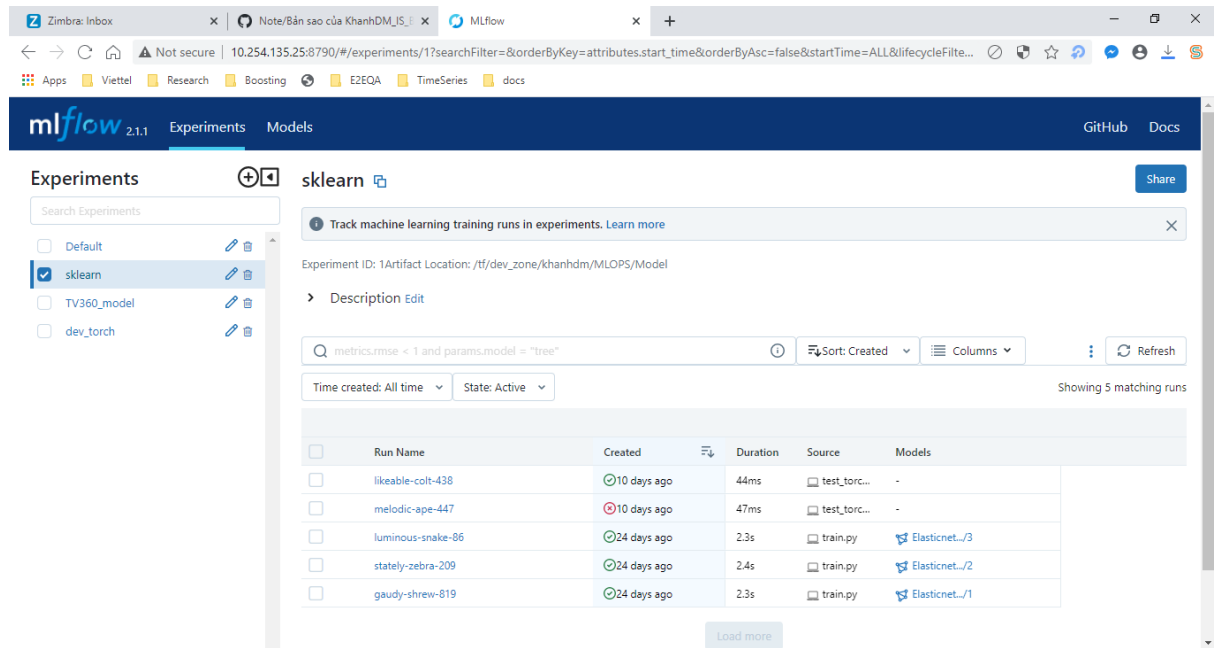 Zimbra: Inbox
Note/Bản sao của KhanhDM_IS_
MLflow
Not secure
10.254.135.25:8790/#/experiments/1?searchFilter=&orderByKey=attributes.start_time&orderByAsc=false&startTime=ALL&lifecycleFilte...
Apps Viettel Research Boosting E2EQA TimeSeries docs
mlflow 2.1.1 Experiments Models GitHub Docs
Experiments
Search Experiments
Default
sklearn
TV360_model
dev_torch
sklearn
Share
Track machine learning training runs in experiments. Learn more
Experiment ID: 1Artifact Location: /tf/dev_zone/khanhdm/MLOPS/Model
Description Edit
metrics.rmse < 1 and params.model = "tree"
Sort: Created Columns Refresh
Time created: All time State: Active Showing 5 matching runs
Run Name Created Duration Source Models
likeable-colt-438 10 days ago 44ms test_torc... -
melodic-ape-447 10 days ago 47ms test_torc... -
luminous-snake-86 24 days ago 2.3s train.py Elasticnet.../3
stately-zebra-209 24 days ago 2.4s train.py Elasticnet.../2
gaudy-shrew-819 24 days ago 2.3s train.py Elasticnet.../1
Load more